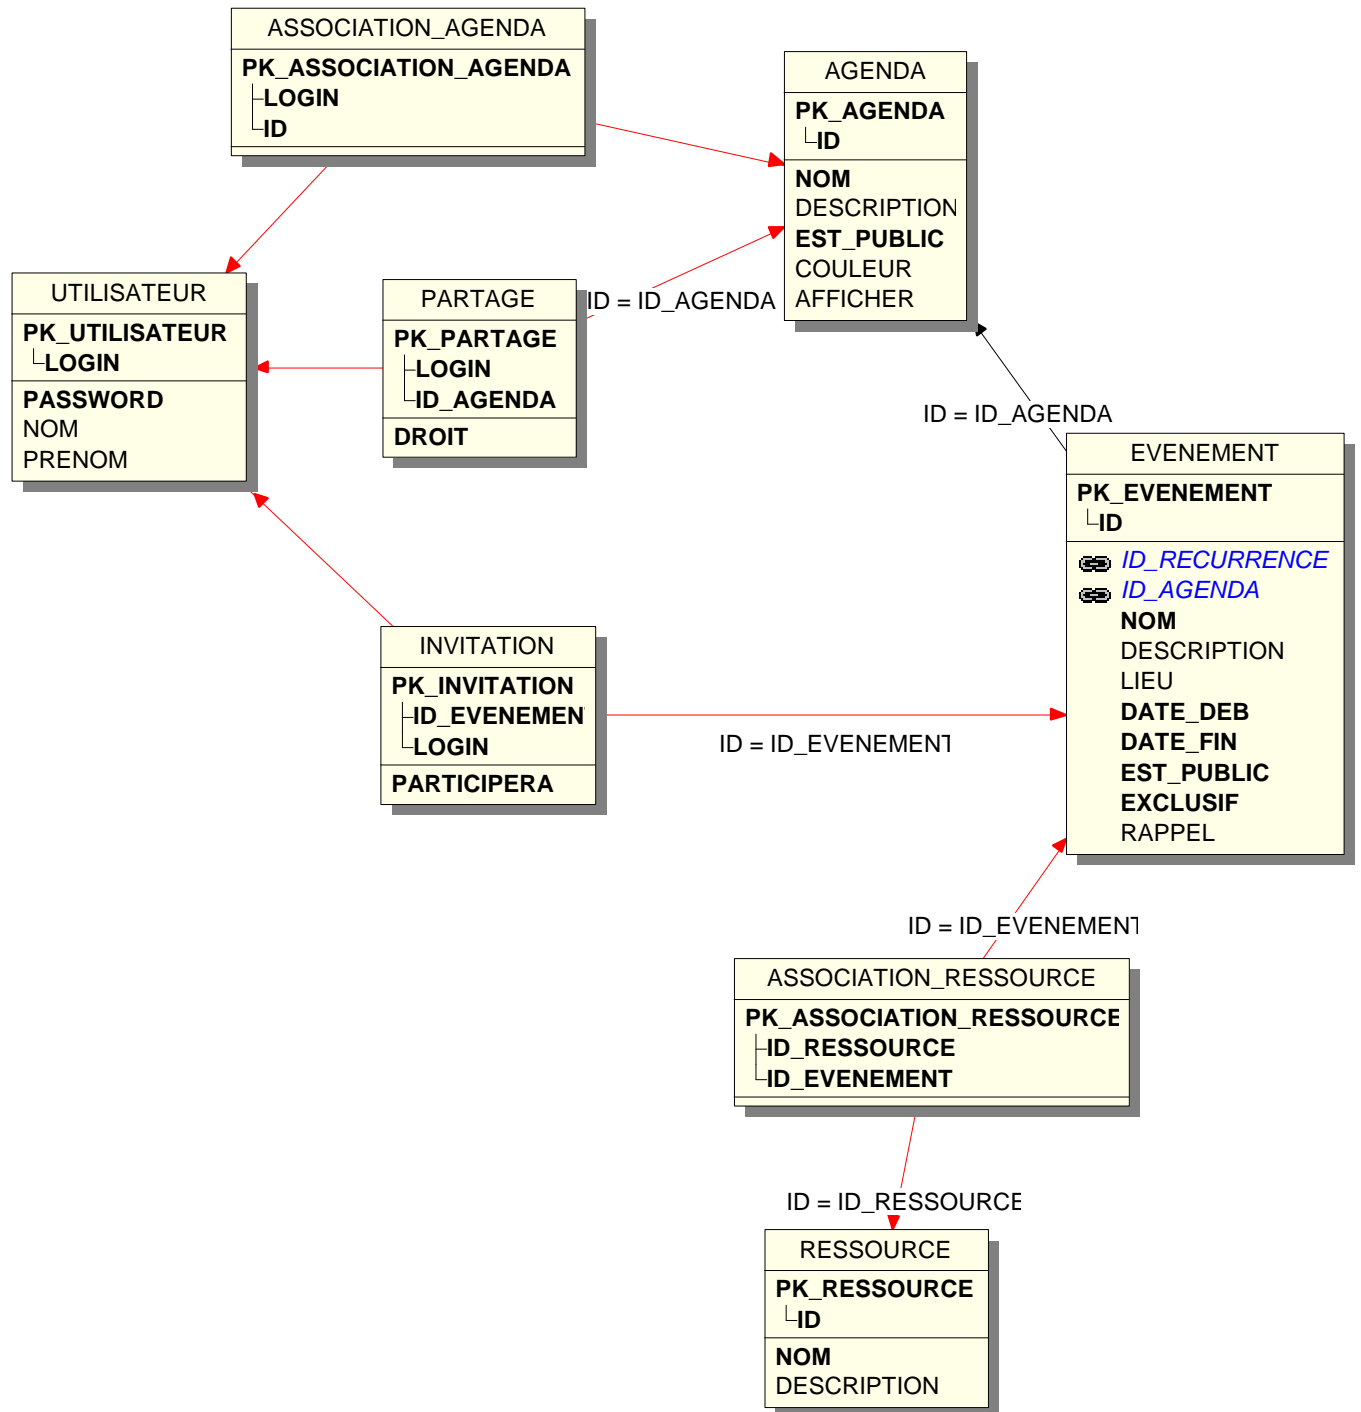 ASSOCIATION_AGENDA
PK_ASSOCIATION_AGENDA
LOGIN
ID
AGENDA
PK_AGENDA
ID
NOM
DESCRIPTION
EST_PUBLIC
COULEUR
AFFICHER
UTILISATEUR
PK_UTILISATEUR
LOGIN
PASSWORD
NOM
PRENOM
PARTAGE
PK_PARTAGE
LOGIN
ID_AGENDA
DROIT
ID = ID_AGENDA
ID = ID_AGENDA
EVENEMENT
PK_EVENEMENT
ID
ID_RECURRENCE
ID_AGENDA
NOM
DESCRIPTION
LIEU
DATE_DEB
DATE_FIN
EST_PUBLIC
EXCLUSIF
RAPPEL
INVITATION
PK_INVITATION
ID_EVENEMEN
LOGIN
PARTICIPERA
ID = ID_EVENEMENT
ID = ID_EVENEMENT
ASSOCIATION_RESSOURCE
PK_ASSOCIATION_RESSOURCE
ID_RESSOURCE
ID_EVENEMENT
ID = ID_RESSOURCE
RESSOURCE
PK_RESSOURCE
ID
NOM
DESCRIPTION